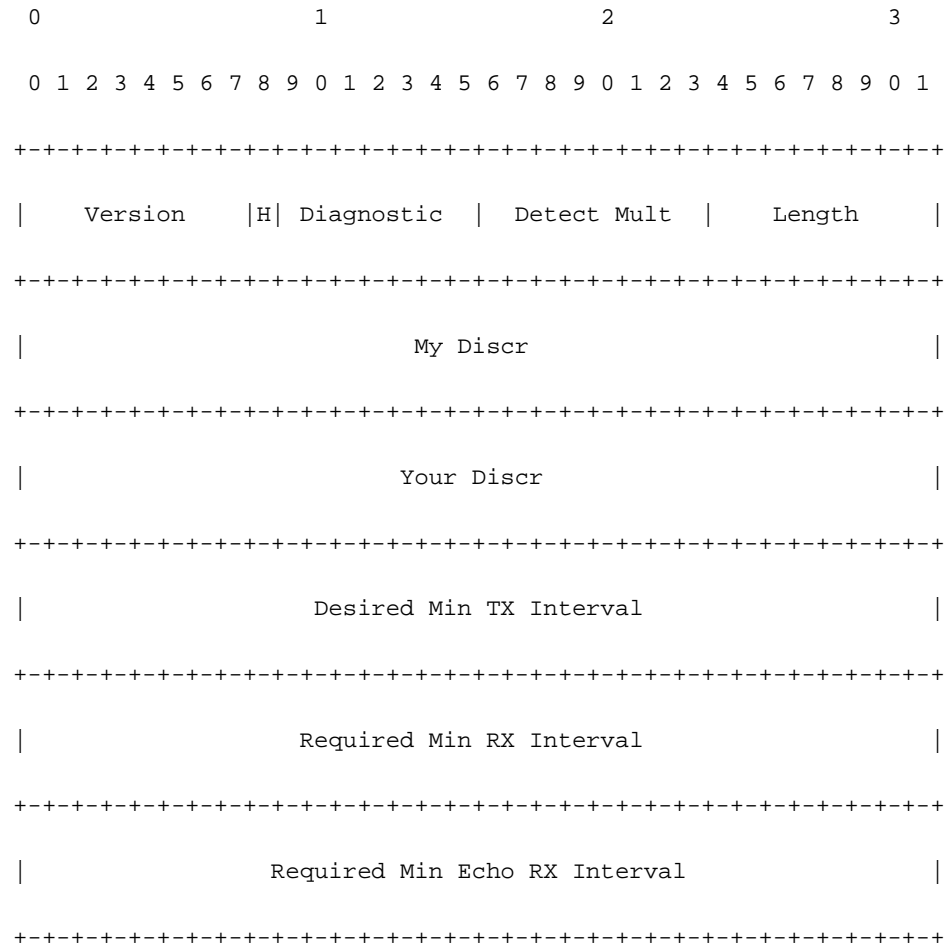 0                   1                   2                   3
0 1 2 3 4 5 6 7 8 9 0 1 2 3 4 5 6 7 8 9 0 1 2 3 4 5 6 7 8 9 0 1
+-+-+-+-+-+-+-+-+-+-+-+-+-+-+-+-+-+-+-+-+-+-+-+-+-+-+-+-+-+-+-+-+
|    Version    |H| Diagnostic  |  Detect Mult  |    Length     |
+-+-+-+-+-+-+-+-+-+-+-+-+-+-+-+-+-+-+-+-+-+-+-+-+-+-+-+-+-+-+-+-+
|                           My Discr                            |
+-+-+-+-+-+-+-+-+-+-+-+-+-+-+-+-+-+-+-+-+-+-+-+-+-+-+-+-+-+-+-+-+
|                          Your Discr                           |
+-+-+-+-+-+-+-+-+-+-+-+-+-+-+-+-+-+-+-+-+-+-+-+-+-+-+-+-+-+-+-+-+
|                    Desired Min TX Interval                    |
+-+-+-+-+-+-+-+-+-+-+-+-+-+-+-+-+-+-+-+-+-+-+-+-+-+-+-+-+-+-+-+-+
|                   Required Min RX Interval                    |
+-+-+-+-+-+-+-+-+-+-+-+-+-+-+-+-+-+-+-+-+-+-+-+-+-+-+-+-+-+-+-+-+
|                 Required Min Echo RX Interval                 |
+-+-+-+-+-+-+-+-+-+-+-+-+-+-+-+-+-+-+-+-+-+-+-+-+-+-+-+-+-+-+-+-+